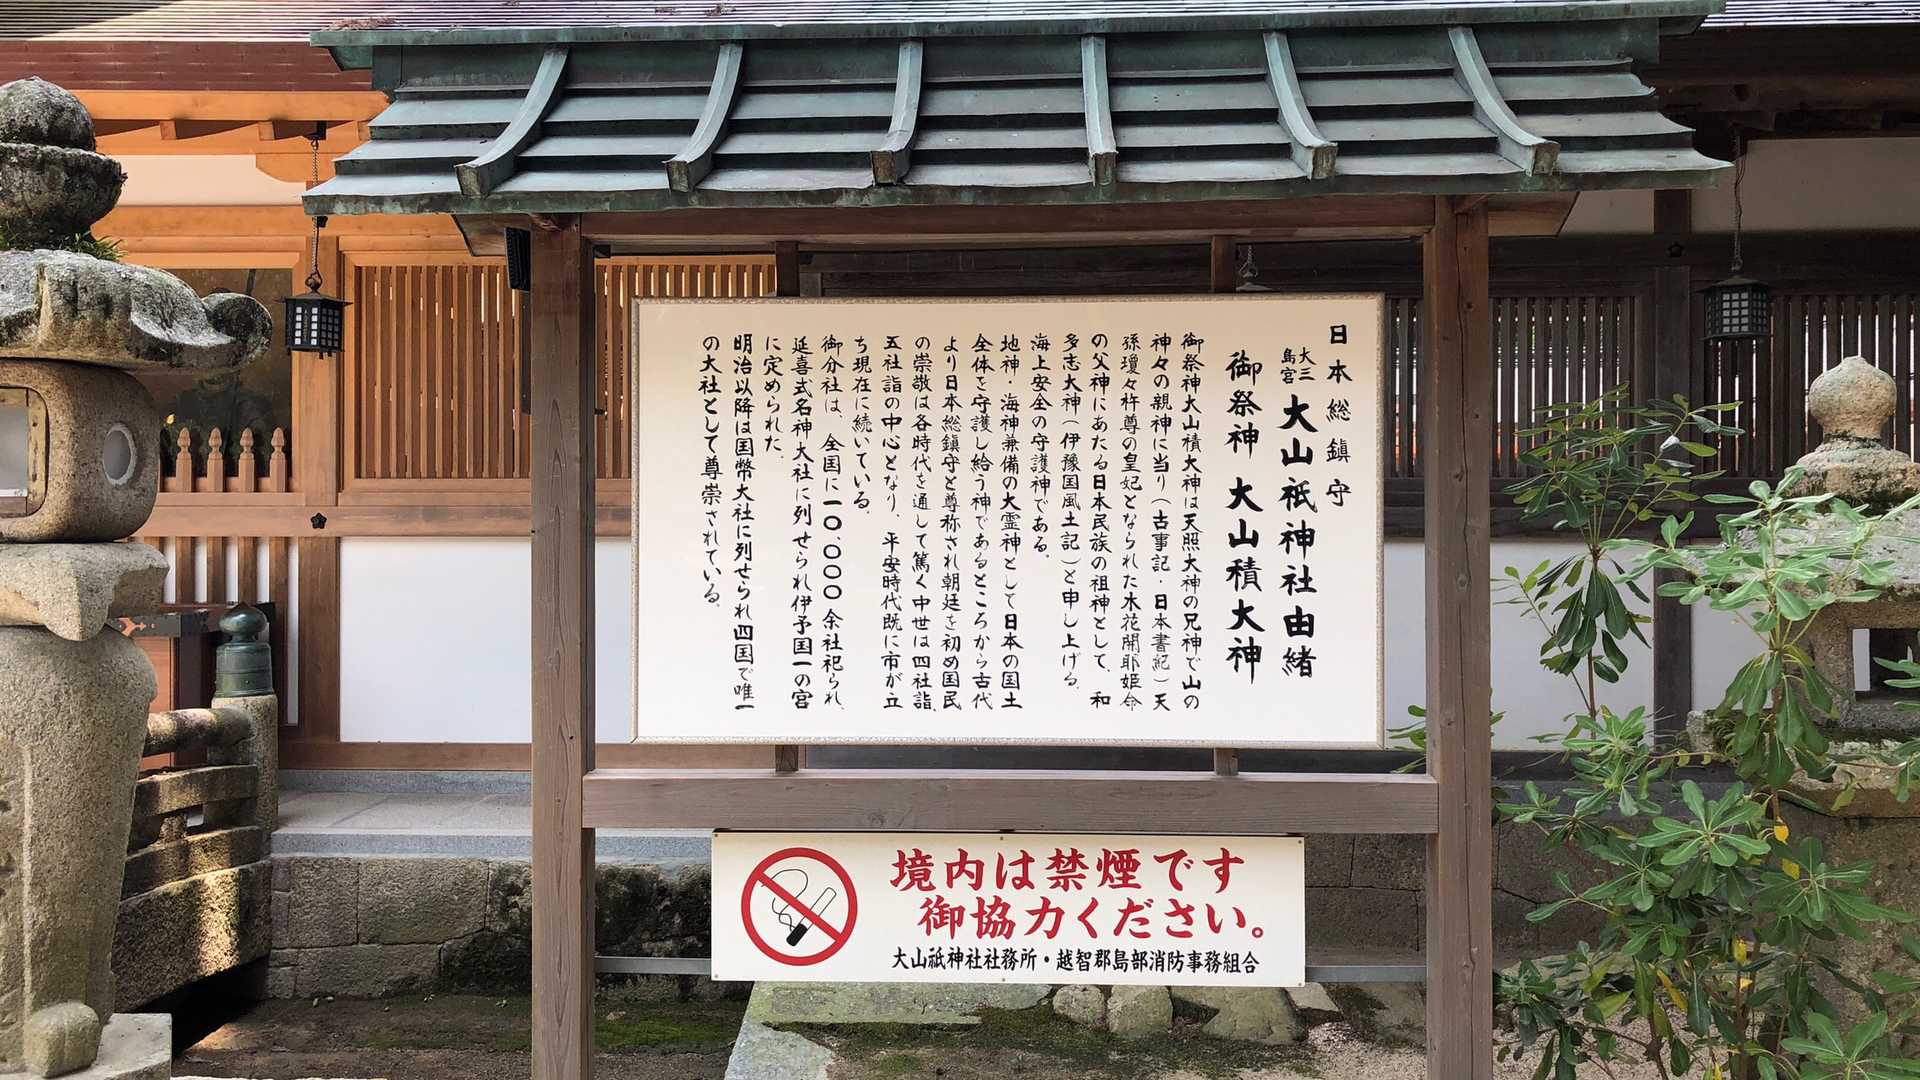 日本総鎮守
大三島宮 大山祇神社由緒
御祭神 大山積大神
御祭神大山積大神は天照大神の兄神で山の
神々の親神に当り(古事記・日本書紀)天
孫瓊々杵尊の皇妃となられた木花開耶姫命
の父神にあたる日本民族の祖神として、和
多志大神(伊豫国風土記)と申し上げる。
海上安全の守護神である。
地神・海神兼備の大霊神として日本の国土
全体を守護し給う神であるところから古代
より日本総鎮守と尊称され朝廷を初め国民
の崇敬は各時代を通して篤く中世は四社詣、
五社詣の中心となり、平安時代既に市が立
ち現在に続いている。
御分社は、全国に一〇、〇〇〇余社祀られ、
延喜式名神大社に列せられ伊予国一の宮
に定められた。
明治以降は国幣大社に列せられ四国で唯一
の大社として尊崇されている。
境内は禁煙です
御協力ください。
大山祇神社社務所・越智郡島部消防事務組合